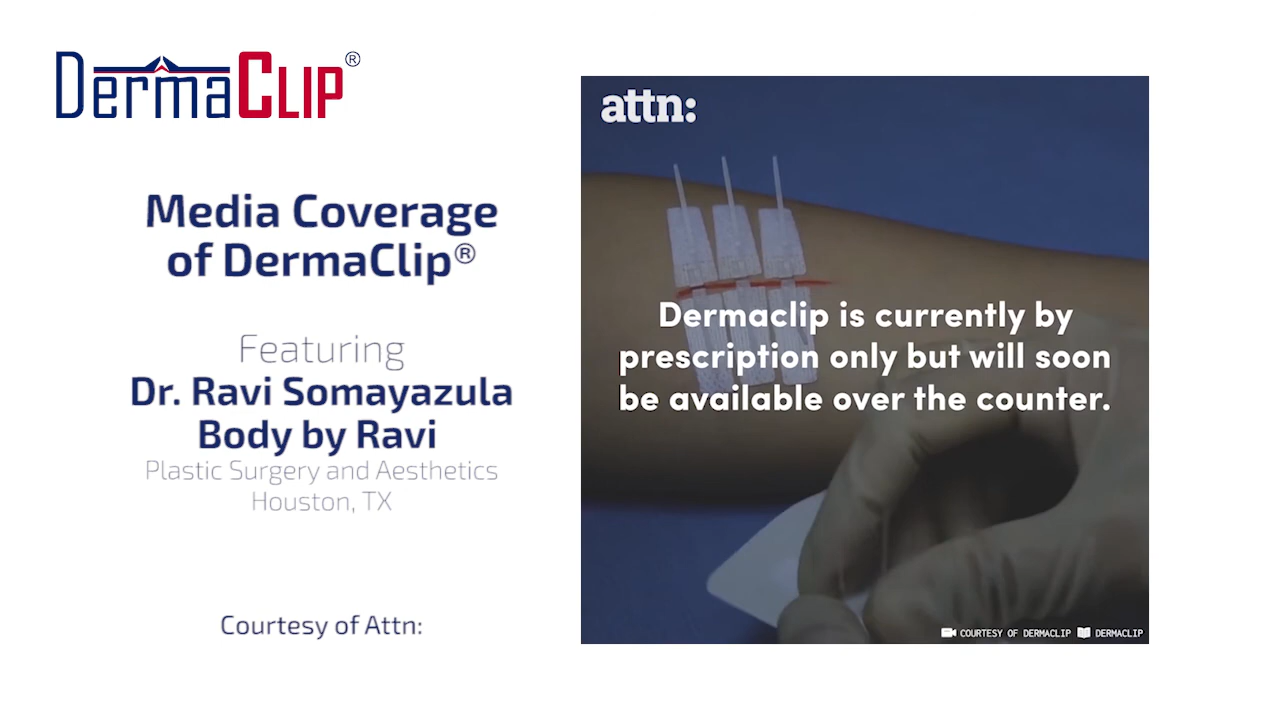 DermaClip®
Media Coverage
of DermaClip®
Featuring
Dr. Ravi Somayazula
Body by Ravi
Plastic Surgery and Aesthetics
Houston, TX
Courtesy of Attn:
attn:
Dermaclip is currently by
prescription only but will soon
be available over the counter.
COURTESY OF DERMACLIP DERMACLIP